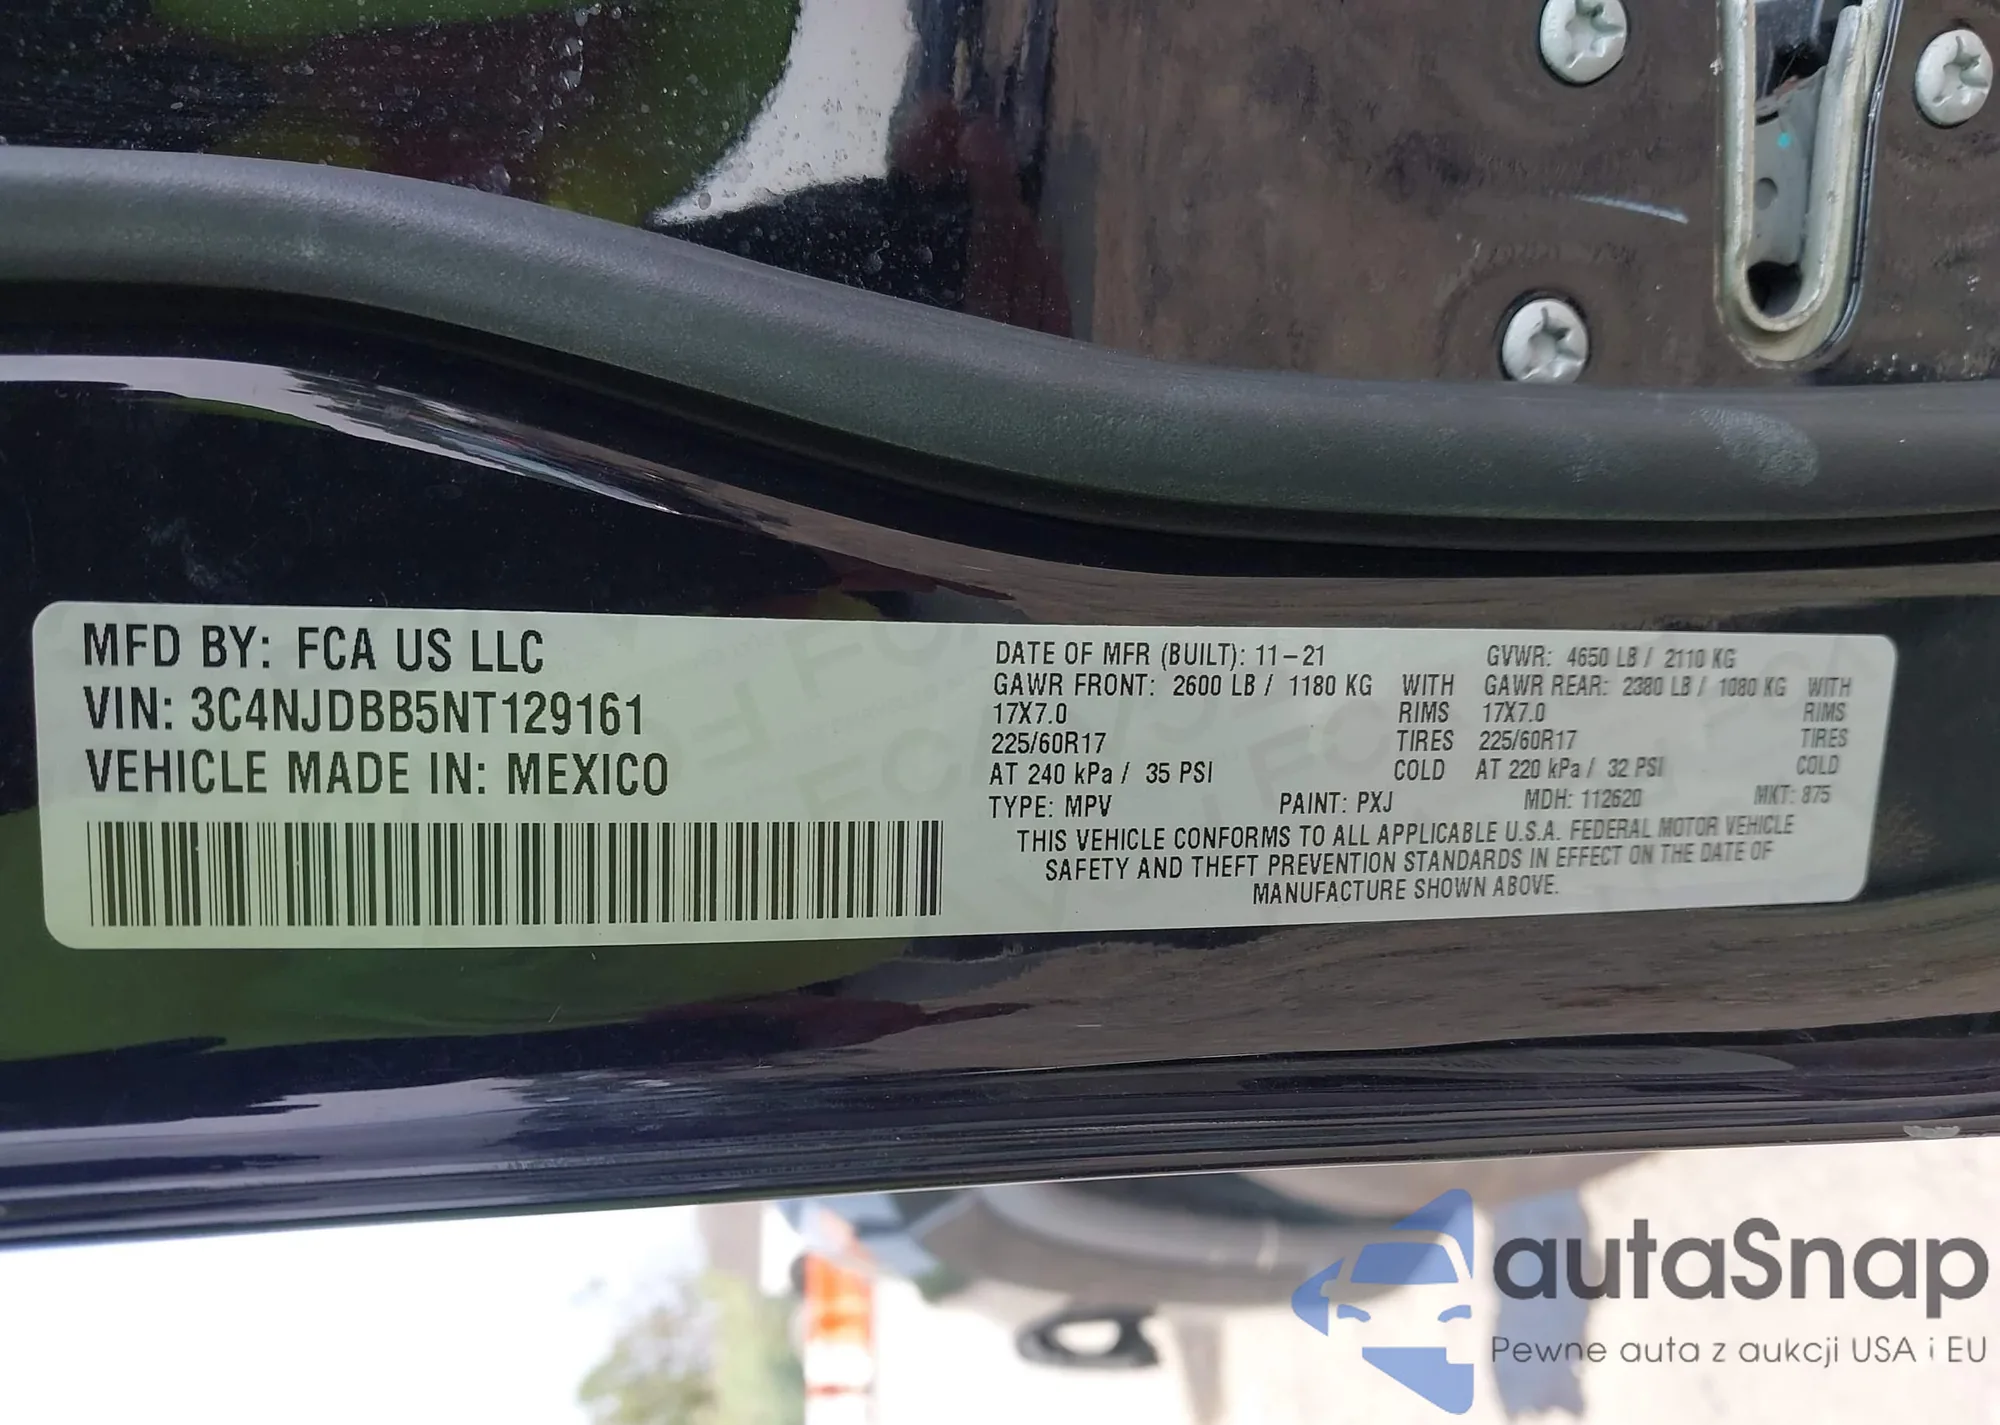 MFD BY: FCA US LLC
VIN: 3C4NJDBB5NT129161
VEHICLE MADE IN: MEXICO
DATE OF MFR (BUILT): 11-21 GVWR: 4650 LB / 2110 KG
GAWR FRONT: 2600 LB / 1180 KG WITH GAWR REAR: 2380 LB / 1080 KG WITH
17X7.0 RIMS 17X7.0 RIMS
225/60R17 TIRES 225/60R17 TIRES
AT 240 kPa / 35 PSI COLD AT 220 kPa / 32 PSI COLD
TYPE: MPV PAINT: PXJ MDH: 112620 MKT: 875
THIS VEHICLE CONFORMS TO ALL APPLICABLE U.S.A. FEDERAL MOTOR VEHICLE
SAFETY AND THEFT PREVENTION STANDARDS IN EFFECT ON THE DATE OF
MANUFACTURE SHOWN ABOVE.
autaSnap
Pewne auta z aukcji USA i EU